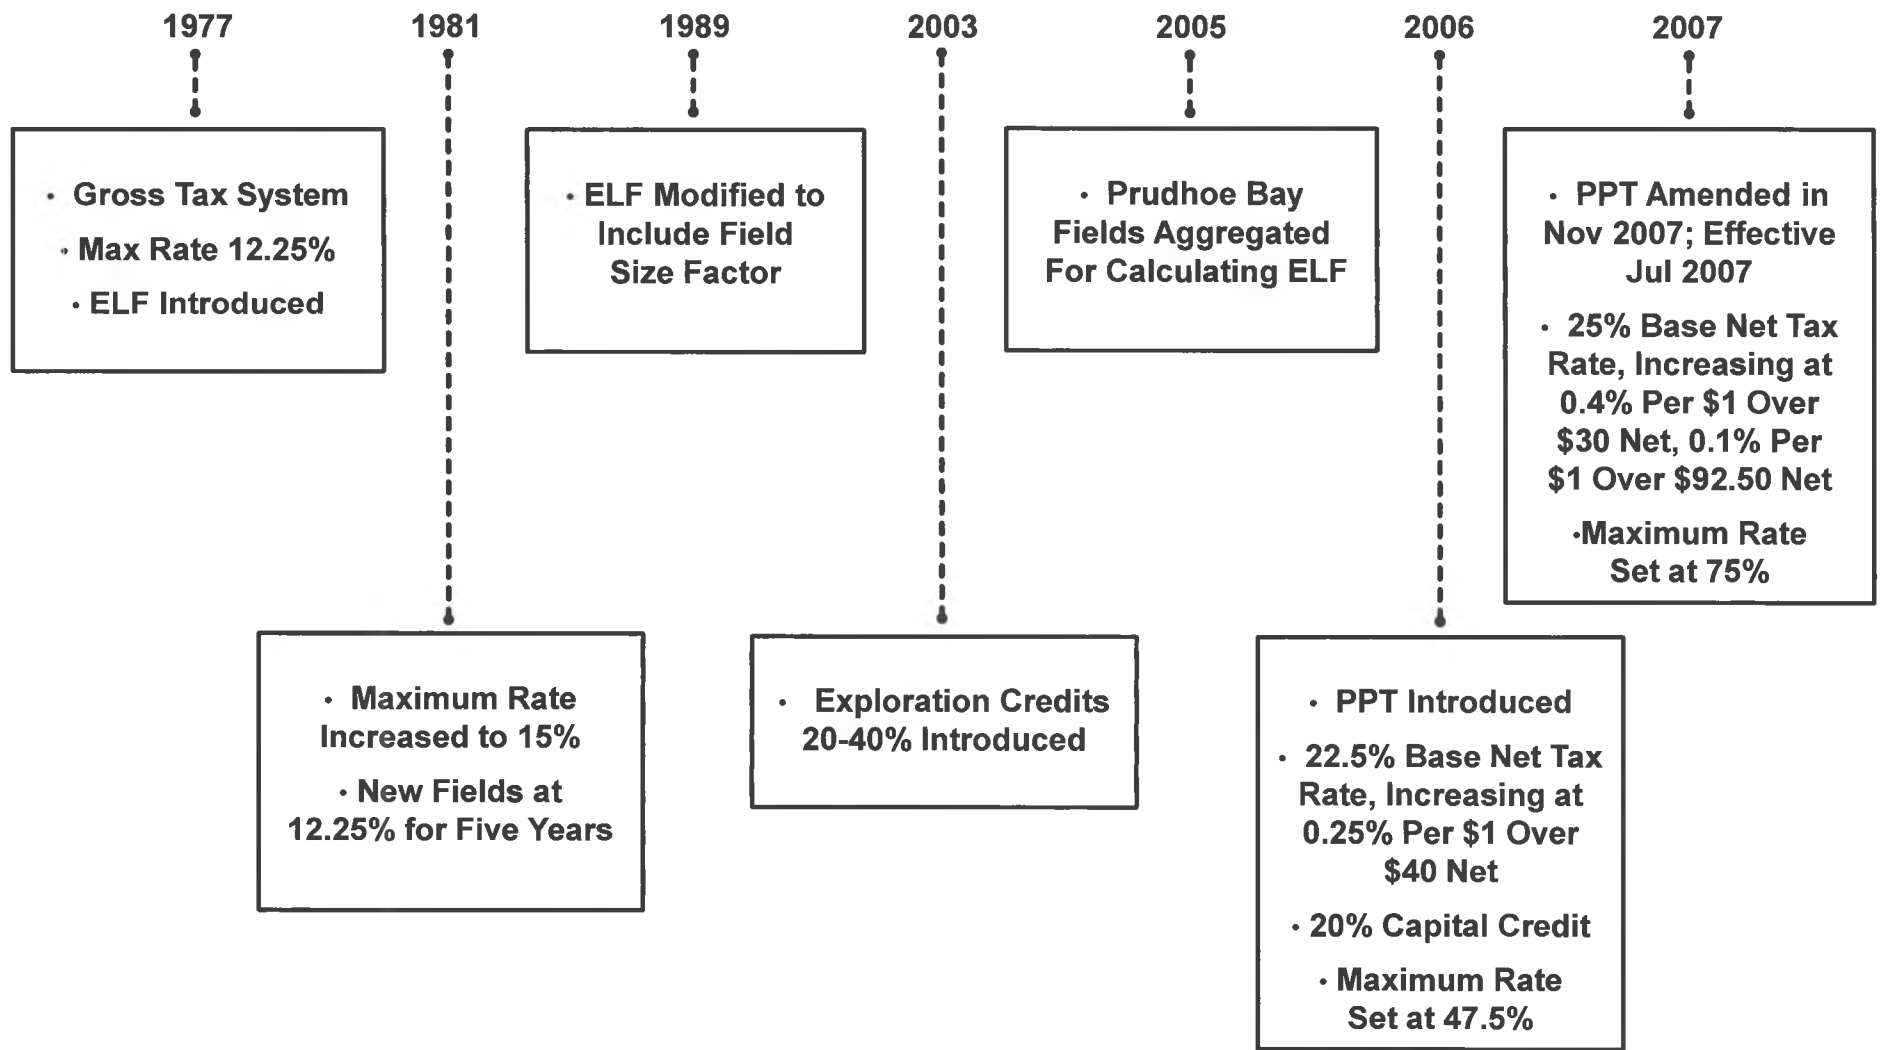 1977
1981
1989
2003
2005
2006
2007
• Gross Tax System
• Max Rate 12.25%
• ELF Introduced
• Maximum Rate
Increased to 15%
• New Fields at
12.25% for Five Years
• ELF Modified to
Include Field
Size Factor
• Exploration Credits
20-40% Introduced
• Prudhoe Bay
Fields Aggregated
For Calculating ELF
• PPT Introduced
• 22.5% Base Net Tax
Rate, Increasing at
0.25% Per $1 Over
$40 Net
• 20% Capital Credit
• Maximum Rate
Set at 47.5%
• PPT Amended in
Nov 2007; Effective
Jul 2007
• 25% Base Net Tax
Rate, Increasing at
0.4% Per $1 Over
$30 Net, 0.1% Per
$1 Over $92.50 Net
•Maximum Rate
Set at 75%